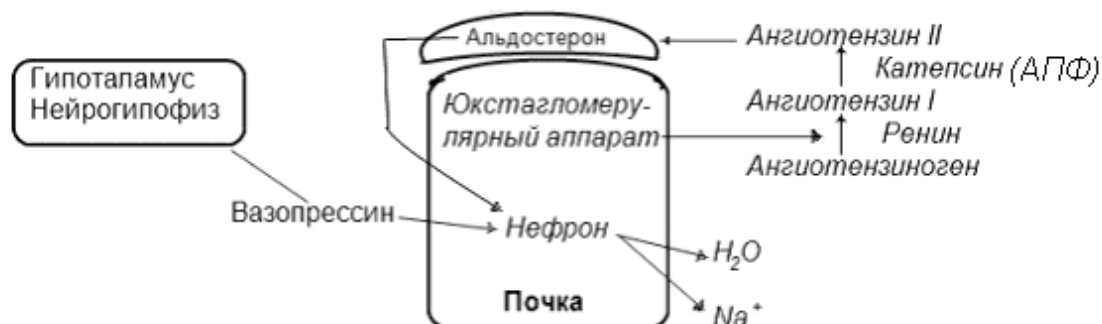 Альдостерон
Ангиотензин II
Катепсин (АПФ)
Гипоталамус
Нейрогипофиз
Юкстагломеру-
лярный аппарат
Ангиотензин I
Ренин
Ангиотензиноген
Вазопрессин
Нефрон
H₂O
Почка
Na⁺